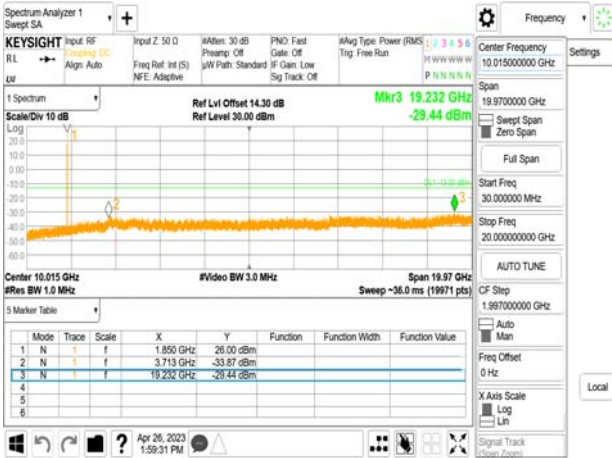 Spectrum Analyzer 1
Swept SA
+
Frequency
KEYSIGHT
RL
Input: RF
Coupling: DC
Align: Auto
Input Z: 50 Ω
Freq Ref: Int (S)
NFE: Adaptive
#Atten: 30 dB
Preamp: Off
µW Path: Standard
PNO: Fast
Gate: Off
IF Gain: Low
Sig Track: Off
#Avg Type: Power (RMS
Trig: Free Run
1 2 3 4 5 6
M W W W W W
P N N N N N
1 Spectrum
Scale/Div 10 dB
Ref Lvl Offset 14.30 dB
Ref Level 30.00 dBm
Mkr3 19.232 GHz
-29.44 dBm
Log
20.0
10.0
0.00
-10.0
-20.0
-30.0
-40.0
-50.0
-60.0
1
2
3
Center 10.015 GHz
#Res BW 1.0 MHz
#Video BW 3.0 MHz
Span 19.97 GHz
Sweep ~36.0 ms (19971 pts)
5 Marker Table
Mode Trace Scale X Y Function Function Width Function Value
1 N 1 f 1.850 GHz 26.00 dBm
2 N 1 f 3.713 GHz -33.87 dBm
3 N 1 f 19.232 GHz -29.44 dBm
4
5
6
Apr 26, 2023
1:59:31 PM
Center Frequency
10.015000000 GHz
Span
19.9700000 GHz
Swept Span
Zero Span
Full Span
Start Freq
30.000000 MHz
Stop Freq
20.000000000 GHz
AUTO TUNE
CF Step
1.997000000 GHz
Auto
Man
Freq Offset
0 Hz
X Axis Scale
Log
Lin
Signal Track
(Span Zoom)
Settings
Local